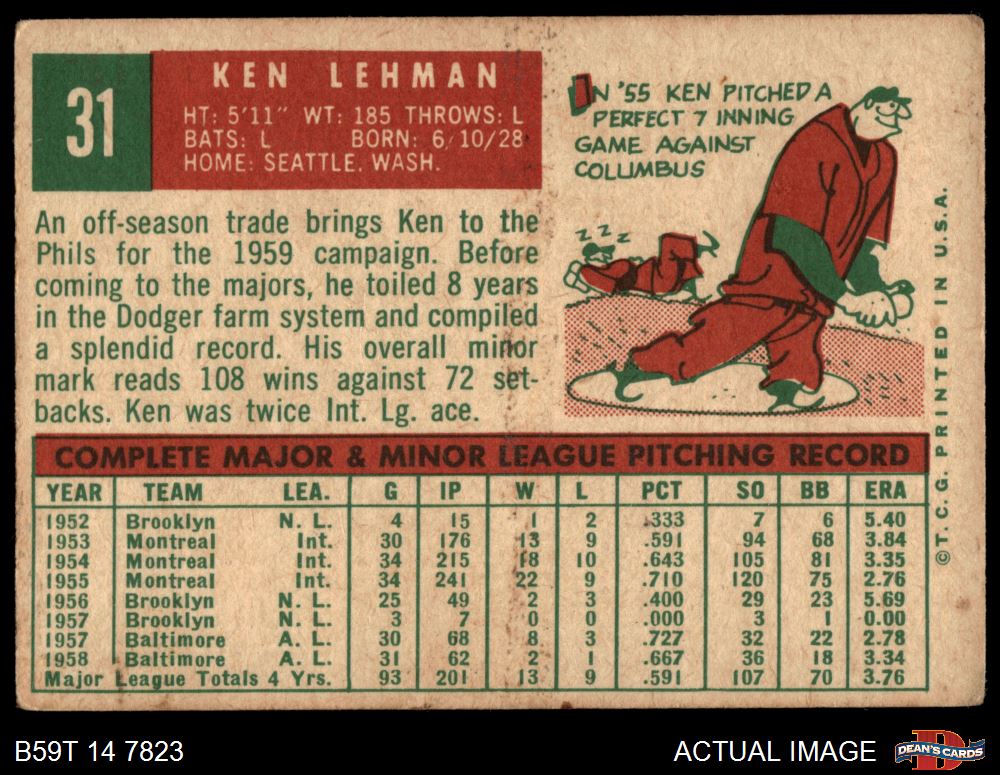 31
KEN LEHMAN
HT: 5'11" WT: 185 THROWS: L
BATS: L BORN: 6/10/28
HOME: SEATTLE, WASH.
IN '55 KEN PITCHED A
PERFECT 7 INNING
GAME AGAINST
COLUMBUS
Z Z Z
An off-season trade brings Ken to the
Phils for the 1959 campaign. Before
coming to the majors, he toiled 8 years
in the Dodger farm system and compiled
a splendid record. His overall minor
mark reads 108 wins against 72 set-
backs. Ken was twice Int. Lg. ace.
COMPLETE MAJOR & MINOR LEAGUE PITCHING RECORD
YEAR TEAM LEA. G IP W L PCT SO BB ERA
1952 Brooklyn N. L. 4 15 1 2 .333 7 6 5.40
1953 Montreal Int. 30 176 13 9 .591 94 68 3.84
1954 Montreal Int. 34 215 18 10 .643 105 81 3.35
1955 Montreal Int. 34 241 22 9 .710 120 75 2.76
1956 Brooklyn N. L. 25 49 2 3 .400 29 23 5.69
1957 Brooklyn N. L. 3 7 0 0 .000 3 1 0.00
1957 Baltimore A. L. 30 68 8 3 .727 32 22 2.78
1958 Baltimore A. L. 31 62 2 1 .667 36 18 3.34
Major League Totals 4 Yrs. 93 201 13 9 .591 107 70 3.76
©T. C. G. PRINTED IN U.S.A.
B59T 14 7823
ACTUAL IMAGE
D
DEAN'S CARDS